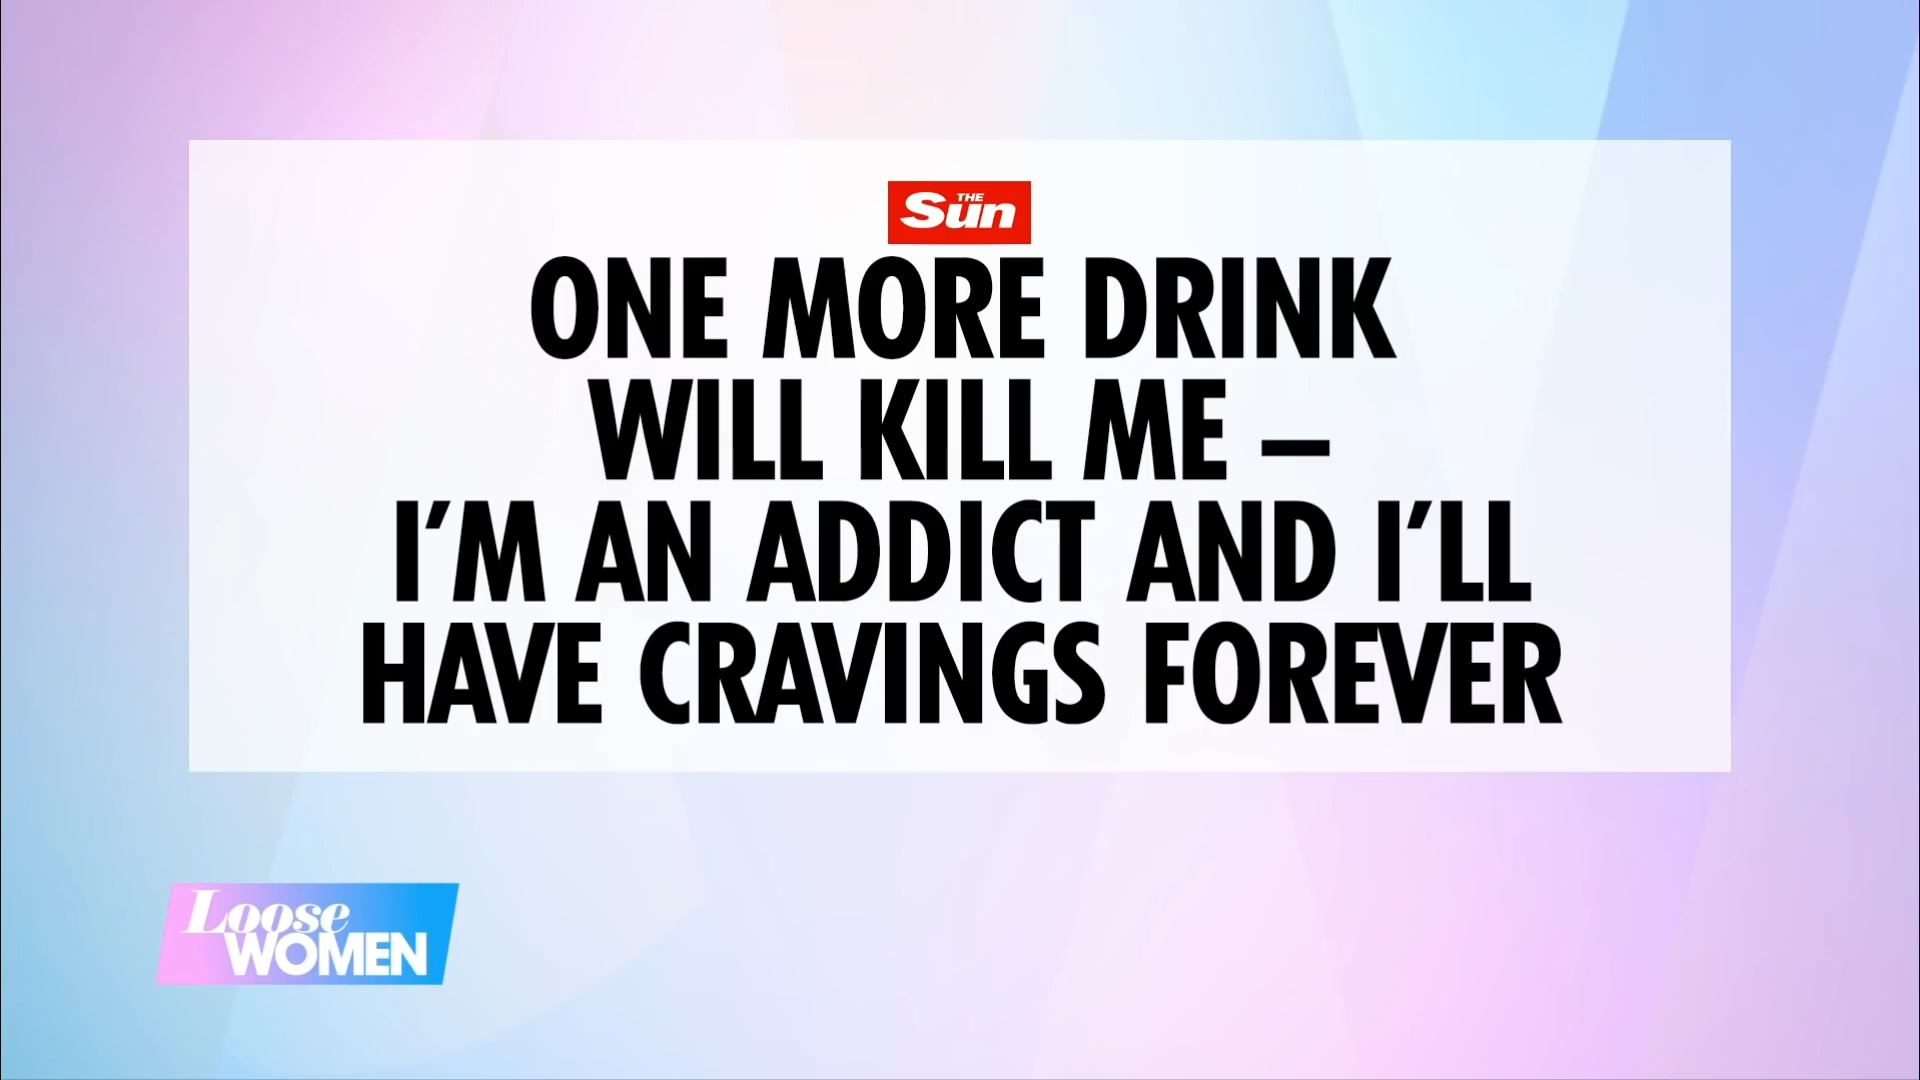 THE
Sun
ONE MORE DRINK
WILL KILL ME –
I'M AN ADDICT AND I'LL
HAVE CRAVINGS FOREVER
Loose
WOMEN